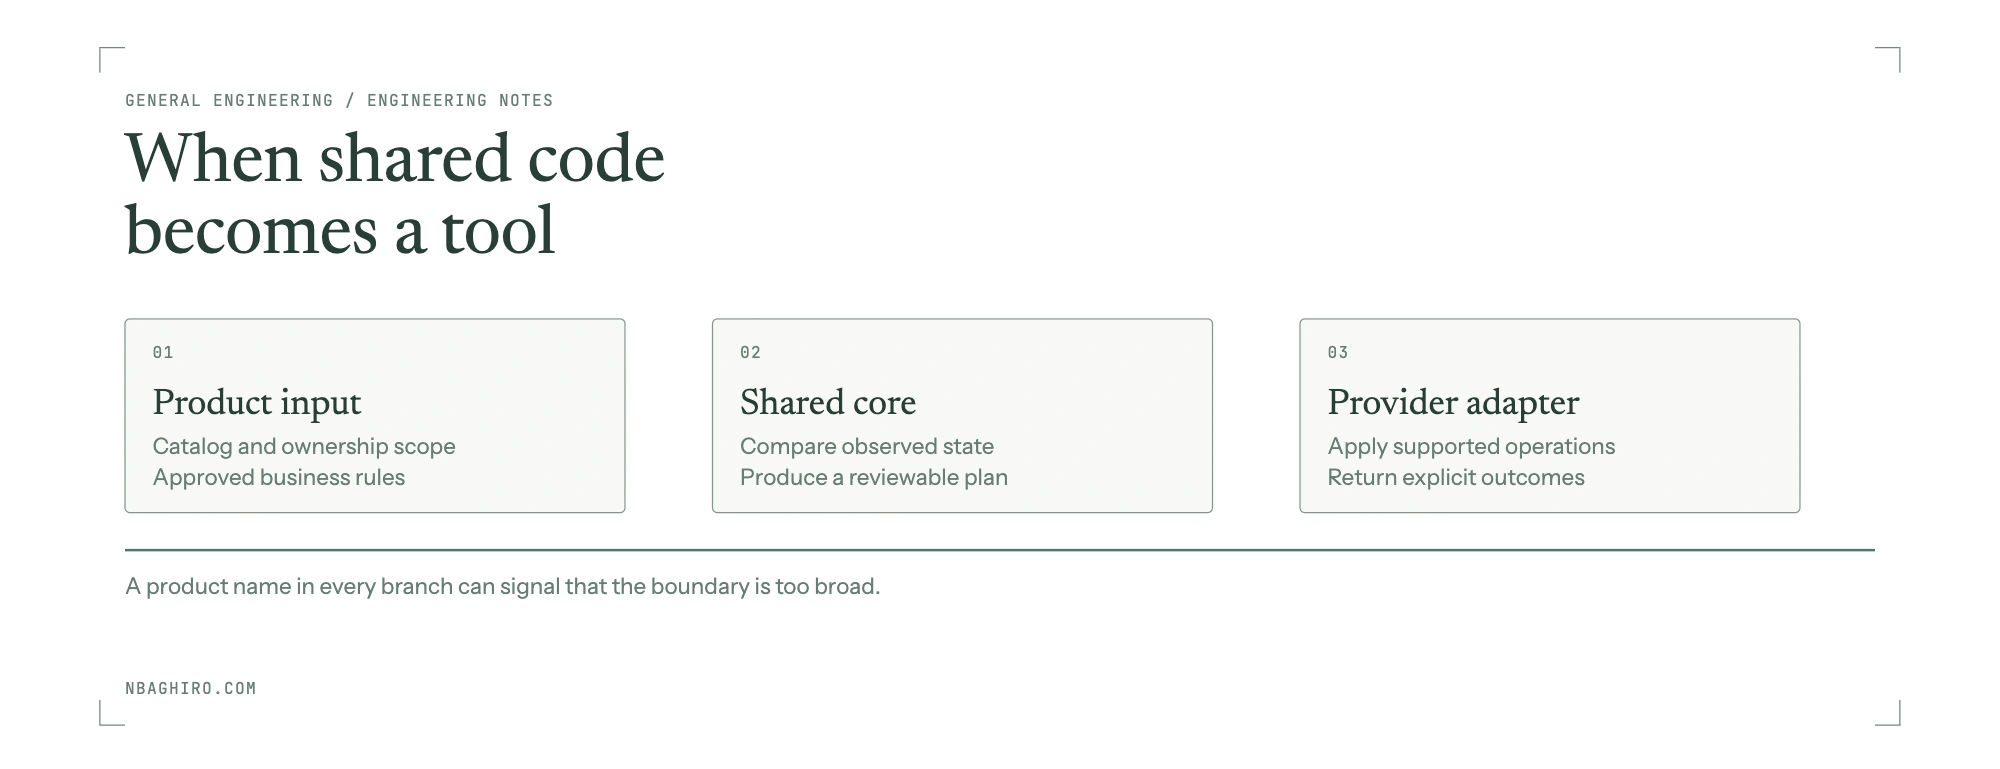 GENERAL ENGINEERING / ENGINEERING NOTES
When shared code
becomes a tool
01
Product input
Catalog and ownership scope
Approved business rules
02
Shared core
Compare observed state
Produce a reviewable plan
03
Provider adapter
Apply supported operations
Return explicit outcomes
A product name in every branch can signal that the boundary is too broad.
NBAGHIRO.COM